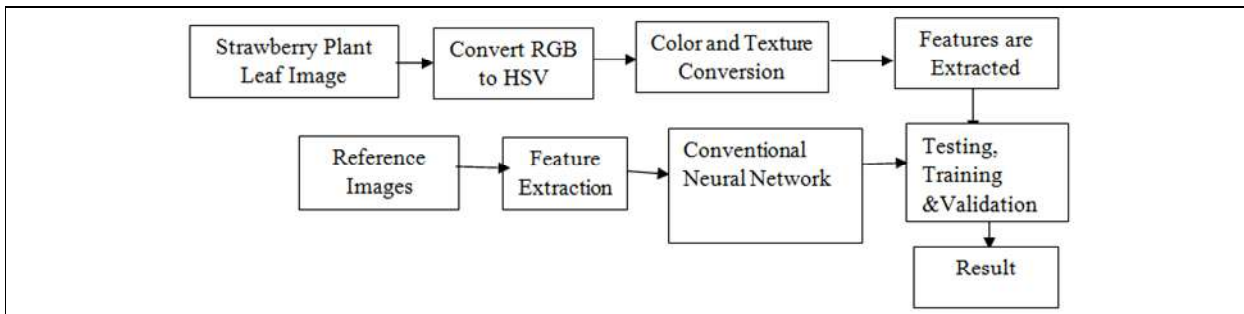 Strawberry Plant
Leaf Image
Convert RGB
to HSV
Color and Texture
Conversion
Features are
Extracted
Reference
Images
Feature
Extraction
Conventional
Neural Network
Testing,
Training
&Validation
Result